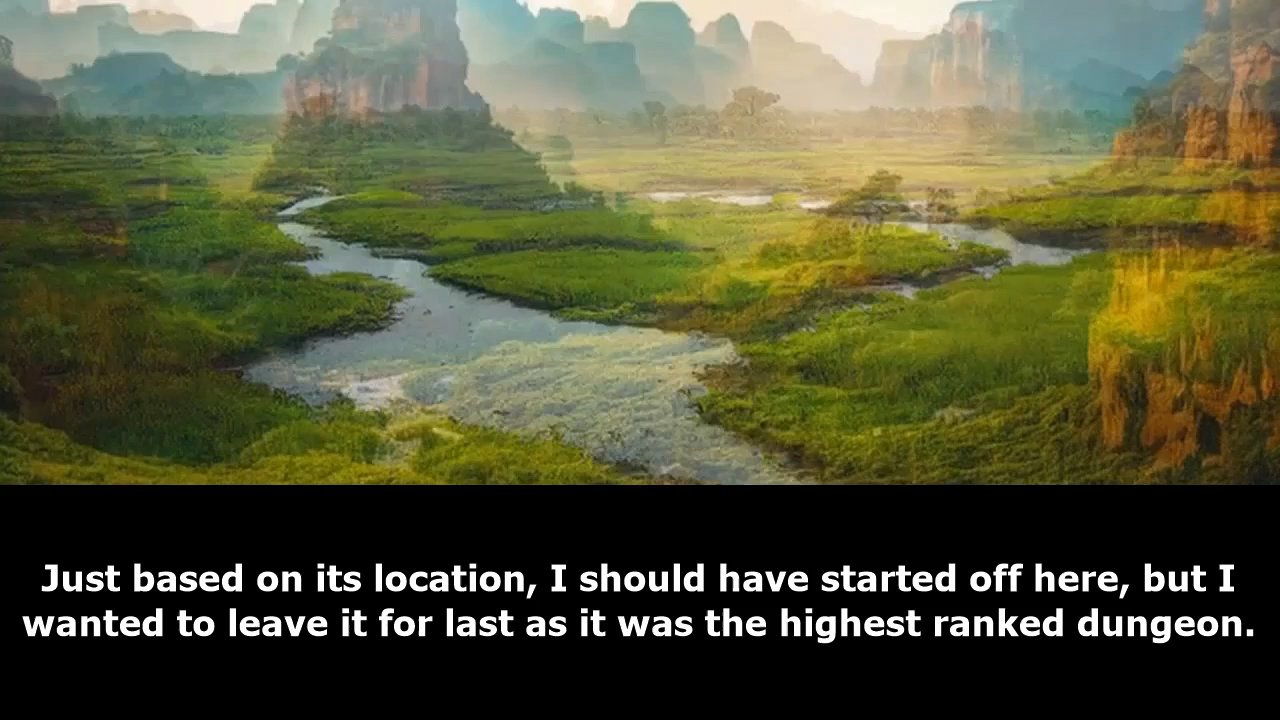 Just based on its location, I should have started off here, but I
wanted to leave it for last as it was the highest ranked dungeon.